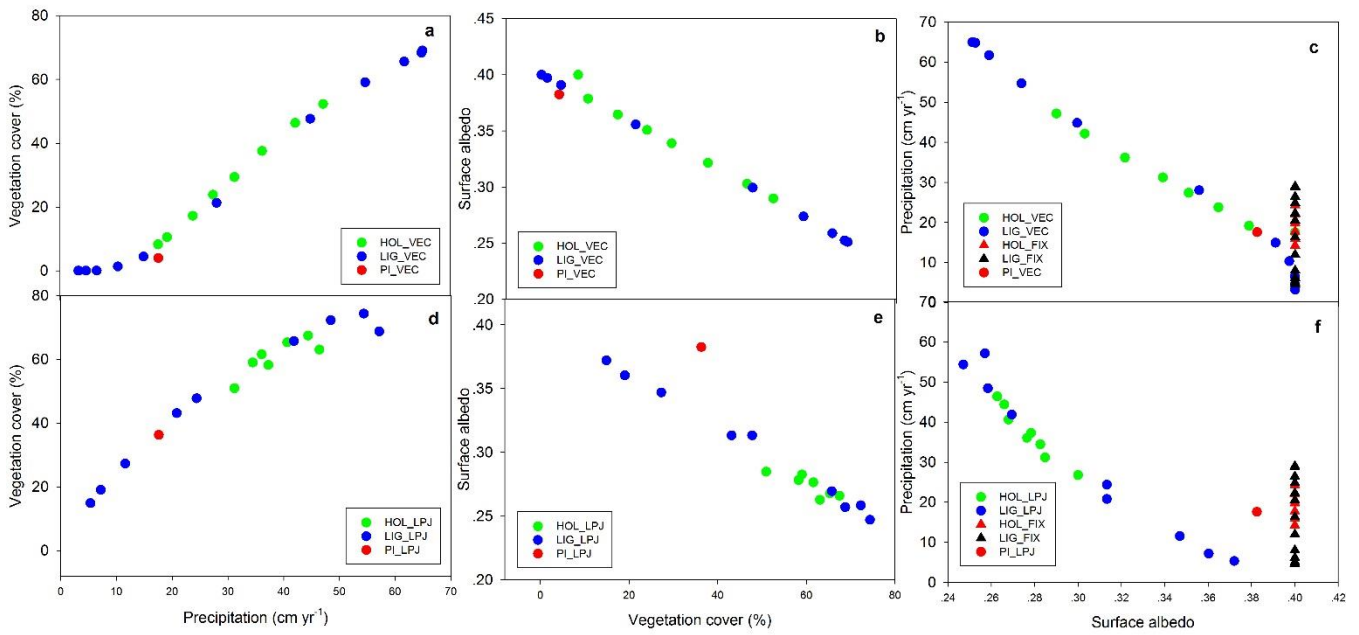 a
Vegetation cover (%)
80
60
40
20
0
HOL_VEC
LIG_VEC
PI_VEC
b
Surface albedo
.45
.40
.35
.30
.25
.20
HOL_VEC
LIG_VEC
PI_VEC
c
Precipitation (cm yr-1)
70
60
50
40
30
20
10
HOL_VEC
LIG_VEC
HOL_FIX
LIG_FIX
PI_VEC
d
Vegetation cover (%)
80
60
40
20
0
HOL_LPJ
LIG_LPJ
PI_LPJ
0 10 20 30 40 50 60 70
Precipitation (cm yr-1)
e
Surface albedo
.40
.35
.30
.25
.20
HOL_LPJ
LIG_LPJ
PI_LPJ
0 20 40 60 80
Vegetation cover (%)
f
Precipitation (cm yr-1)
70
60
50
40
30
20
10
0
HOL_LPJ
LIG_LPJ
HOL_FIX
LIG_FIX
PI_LPJ
.24 .26 .28 .30 .32 .34 .36 .38 .40 .42
Surface albedo